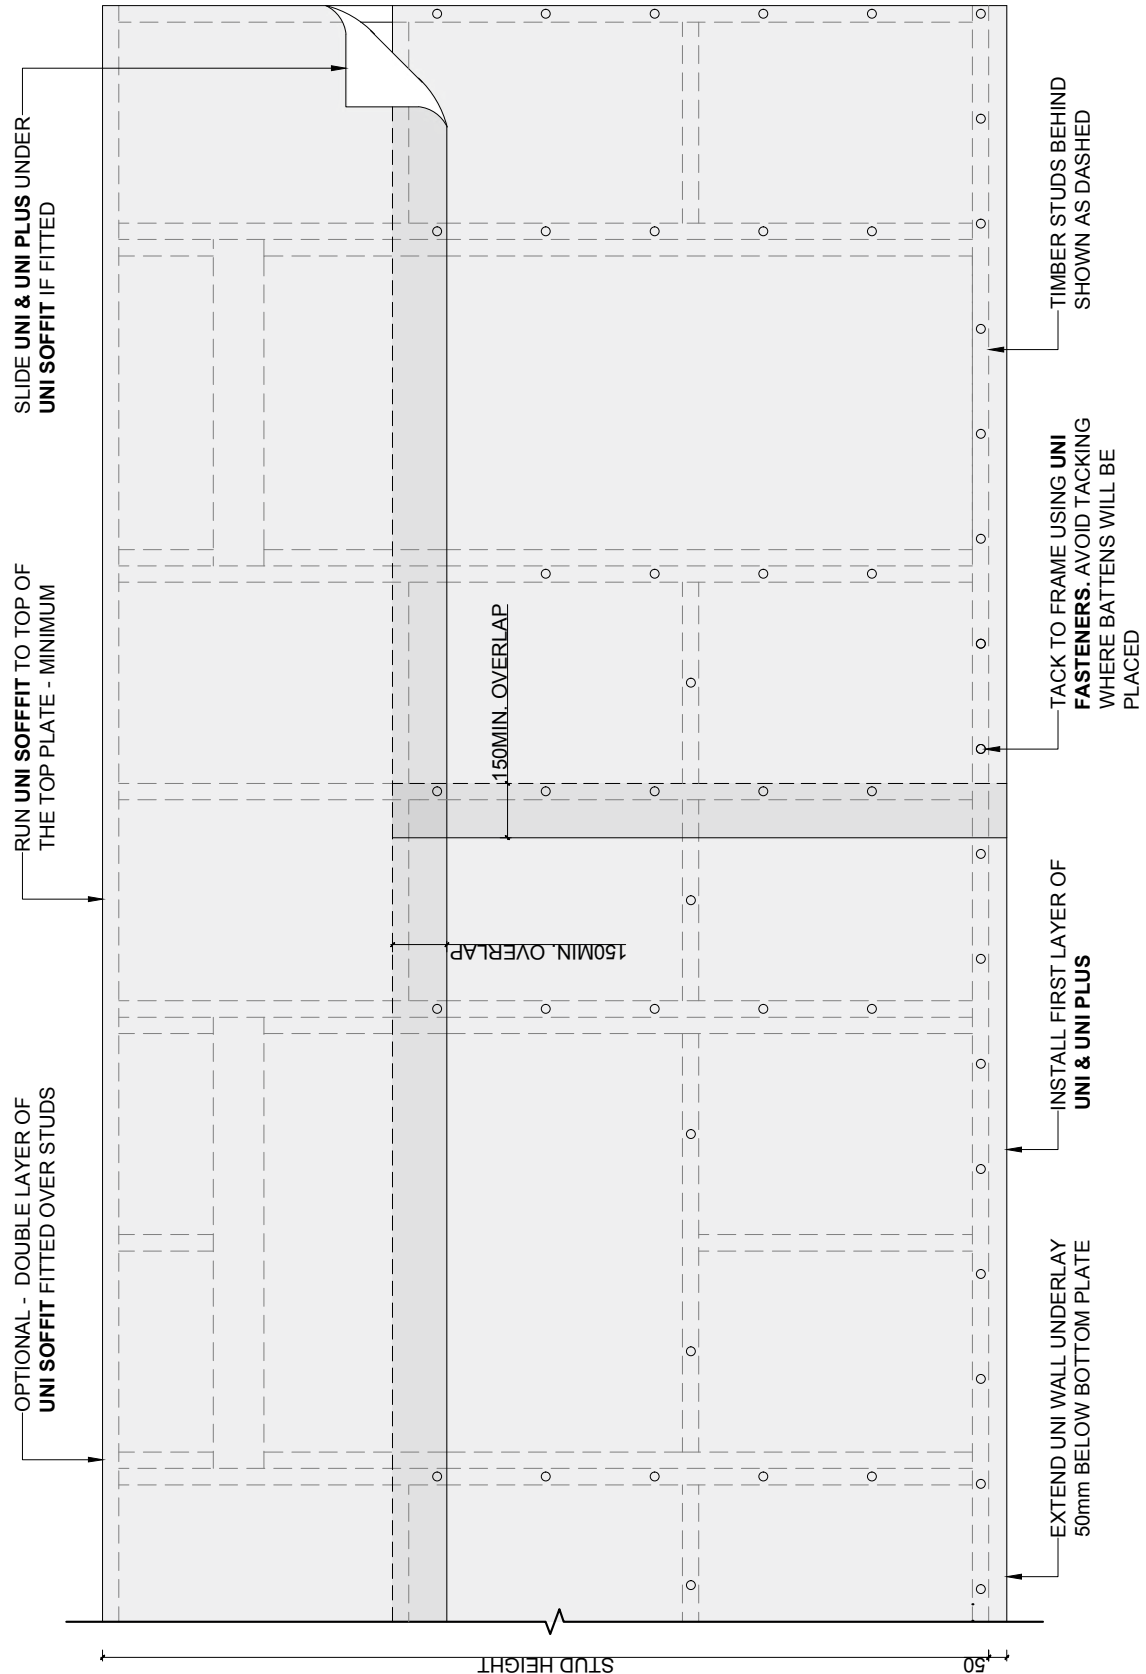 OPTIONAL - DOUBLE LAYER OF
UNI SOFFIT FITTED OVER STUDS
RUN UNI SOFFFIT TO TOP OF
THE TOP PLATE - MINIMUM
SLIDE UNI & UNI PLUS UNDER
UNI SOFFIT IF FITTED
STUD HEIGHT
50
150MIN. OVERLAP
150MIN. OVERLAP
EXTEND UNI WALL UNDERLAY
50mm BELOW BOTTOM PLATE
INSTALL FIRST LAYER OF
UNI & UNI PLUS
TACK TO FRAME USING UNI
FASTENERS. AVOID TACKING
WHERE BATTENS WILL BE
PLACED
TIMBER STUDS BEHIND
SHOWN AS DASHED